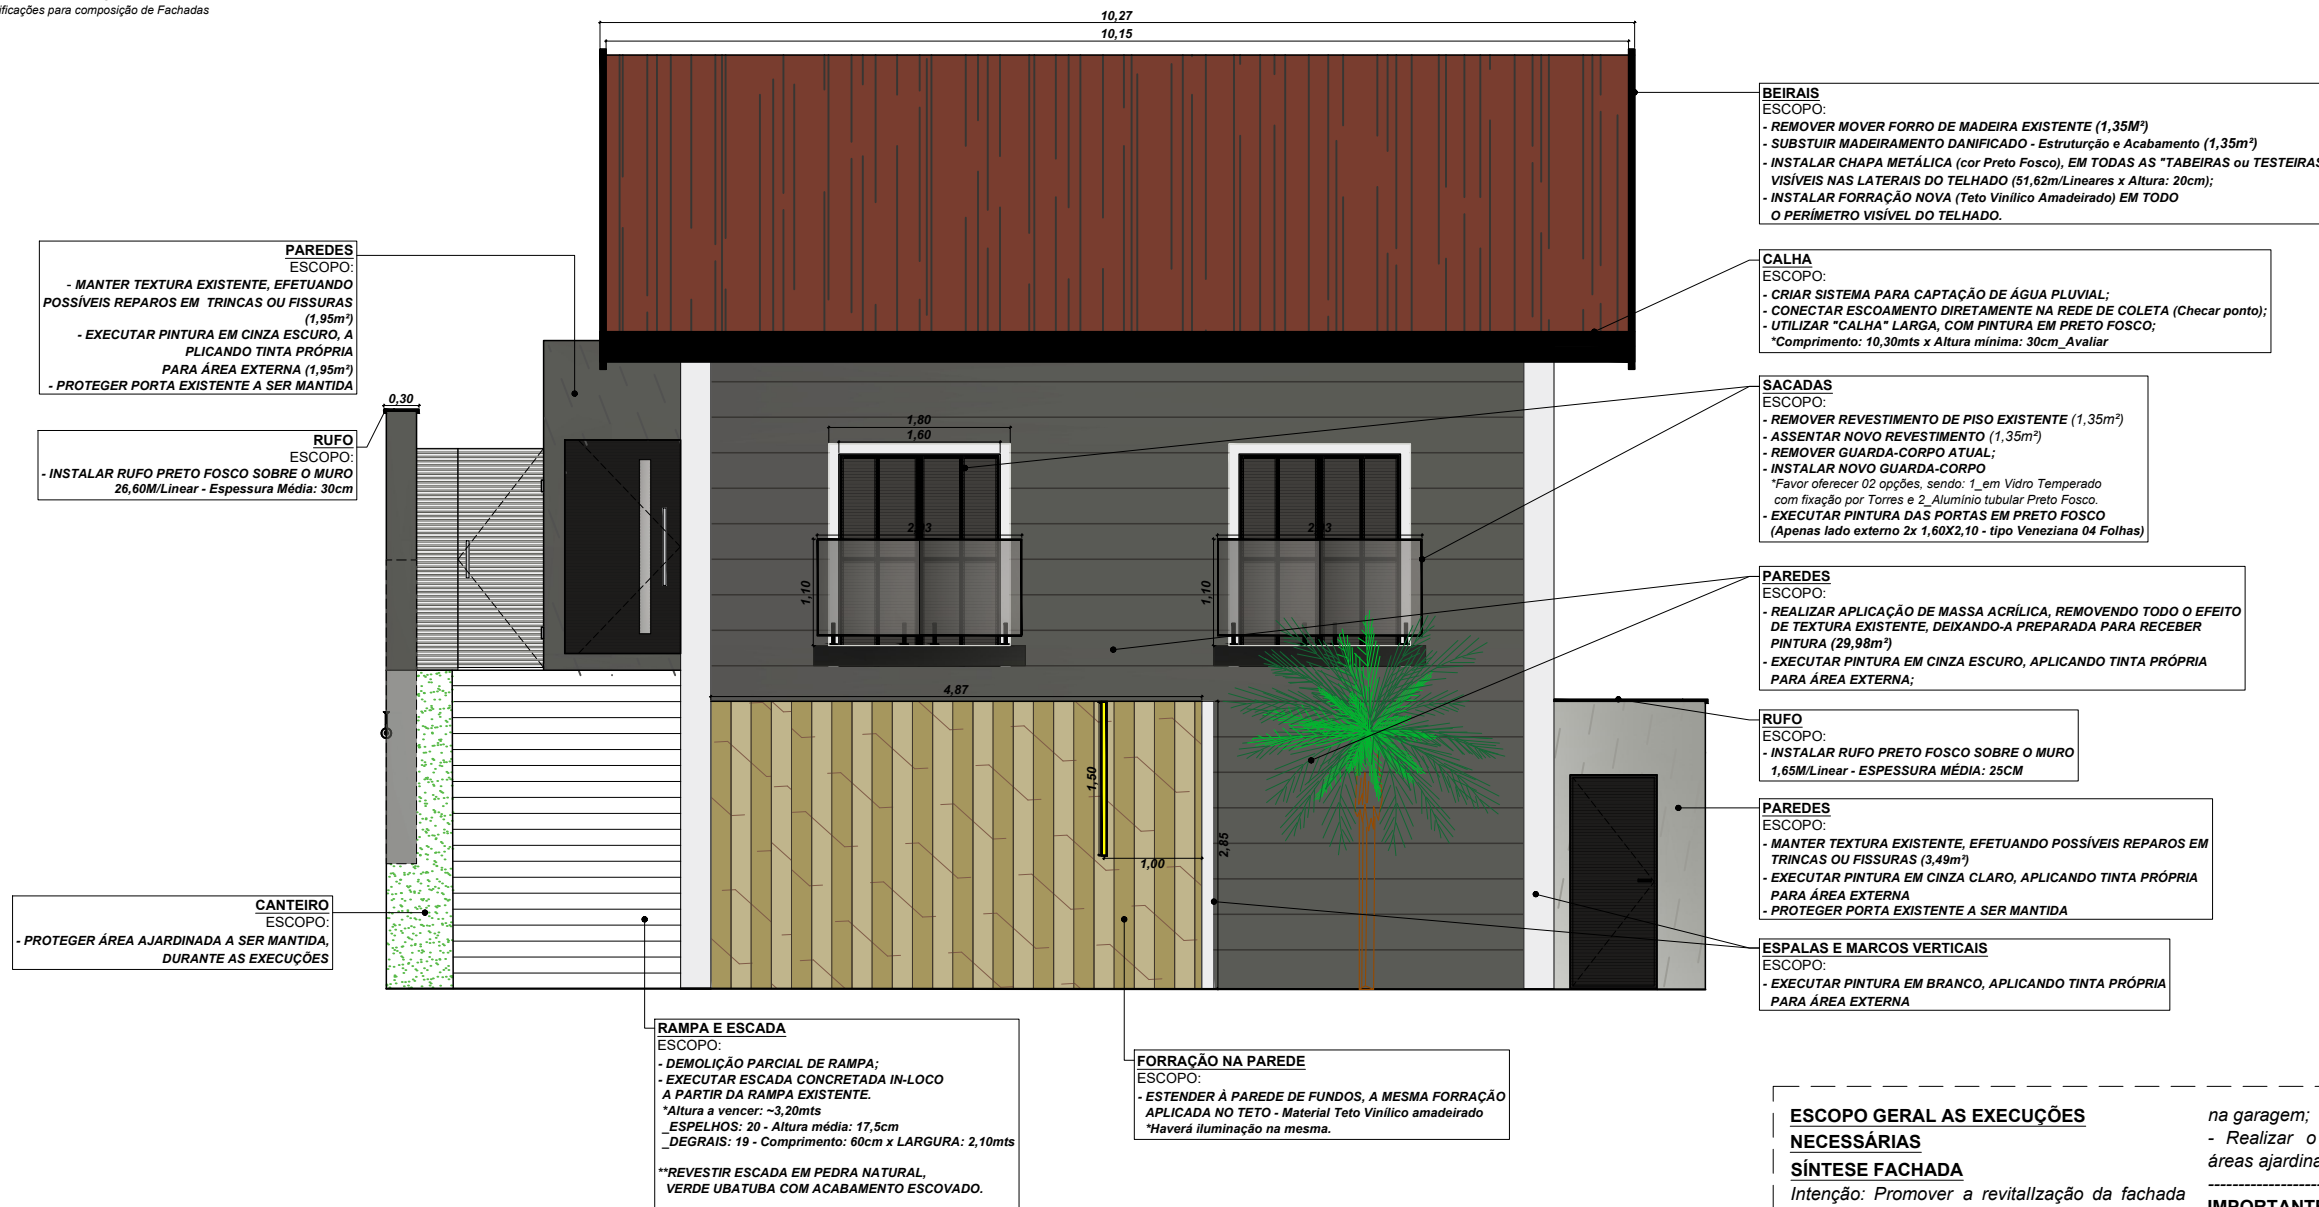 ificações para composição de Fachadas
10,27
10,15
BEIRAIS
ESCOPO:
- REMOVER MOVER FORRO DE MADEIRA EXISTENTE (1,35M²)
- SUBSTUIR MADEIRAMENTO DANIFICADO - Estruturção e Acabamento (1,35m²)
- INSTALAR CHAPA METÁLICA (cor Preto Fosco), EM TODAS AS "TABEIRAS ou TESTEIRAS
VISÍVEIS NAS LATERAIS DO TELHADO (51,62m/Lineares x Altura: 20cm);
- INSTALAR FORRAÇÃO NOVA (Teto Vinílico Amadeirado) EM TODO
O PERÍMETRO VISÍVEL DO TELHADO.
PAREDES
ESCOPO:
- MANTER TEXTURA EXISTENTE, EFETUANDO
POSSÍVEIS REPAROS EM TRINCAS OU FISSURAS
(1,95m²)
- EXECUTAR PINTURA EM CINZA ESCURO, A
PLICANDO TINTA PRÓPRIA
PARA ÁREA EXTERNA (1,95m²)
- PROTEGER PORTA EXISTENTE A SER MANTIDA
CALHA
ESCOPO:
- CRIAR SISTEMA PARA CAPTAÇÃO DE ÁGUA PLUVIAL;
- CONECTAR ESCOAMENTO DIRETAMENTE NA REDE DE COLETA (Checar ponto);
- UTILIZAR "CALHA" LARGA, COM PINTURA EM PRETO FOSCO;
*Comprimento: 10,30mts x Altura mínima: 30cm_Avaliar
0,30
RUFO
ESCOPO:
- INSTALAR RUFO PRETO FOSCO SOBRE O MURO
26,60M/Linear - Espessura Média: 30cm
1,80
1,60
SACADAS
ESCOPO:
- REMOVER REVESTIMENTO DE PISO EXISTENTE (1,35m²)
- ASSENTAR NOVO REVESTIMENTO (1,35m²)
- REMOVER GUARDA-CORPO ATUAL;
- INSTALAR NOVO GUARDA-CORPO
*Favor oferecer 02 opções, sendo: 1_em Vidro Temperado
com fixação por Torres e 2_Alumínio tubular Preto Fosco.
- EXECUTAR PINTURA DAS PORTAS EM PRETO FOSCO
(Apenas lado externo 2x 1,60X2,10 - tipo Veneziana 04 Folhas)
1,10
1,10
PAREDES
ESCOPO:
- REALIZAR APLICAÇÃO DE MASSA ACRÍLICA, REMOVENDO TODO O EFEITO
DE TEXTURA EXISTENTE, DEIXANDO-A PREPARADA PARA RECEBER
PINTURA (29,98m²)
- EXECUTAR PINTURA EM CINZA ESCURO, APLICANDO TINTA PRÓPRIA
PARA ÁREA EXTERNA;
4,87
1,50
1,00
2,85
RUFO
ESCOPO:
- INSTALAR RUFO PRETO FOSCO SOBRE O MURO
1,65M/Linear - ESPESSURA MÉDIA: 25CM
PAREDES
ESCOPO:
- MANTER TEXTURA EXISTENTE, EFETUANDO POSSÍVEIS REPAROS EM
TRINCAS OU FISSURAS (3,49m²)
- EXECUTAR PINTURA EM CINZA CLARO, APLICANDO TINTA PRÓPRIA
PARA ÁREA EXTERNA
- PROTEGER PORTA EXISTENTE A SER MANTIDA
CANTEIRO
ESCOPO:
- PROTEGER ÁREA AJARDINADA A SER MANTIDA,
DURANTE AS EXECUÇÕES
ESPALAS E MARCOS VERTICAIS
ESCOPO:
- EXECUTAR PINTURA EM BRANCO, APLICANDO TINTA PRÓPRIA
PARA ÁREA EXTERNA
RAMPA E ESCADA
ESCOPO:
- DEMOLIÇÃO PARCIAL DE RAMPA;
- EXECUTAR ESCADA CONCRETADA IN-LOCO
A PARTIR DA RAMPA EXISTENTE.
*Altura a vencer: ~3,20mts
_ESPELHOS: 20 - Altura média: 17,5cm
_DEGRAIS: 19 - Comprimento: 60cm x LARGURA: 2,10mts
**REVESTIR ESCADA EM PEDRA NATURAL,
VERDE UBATUBA COM ACABAMENTO ESCOVADO.
FORRAÇÃO NA PAREDE
ESCOPO:
- ESTENDER À PAREDE DE FUNDOS, A MESMA FORRAÇÃO
APLICADA NO TETO - Material Teto Vinílico amadeirado
*Haverá iluminação na mesma.
ESCOPO GERAL AS EXECUÇÕES
NECESSÁRIAS
SÍNTESE FACHADA
Intenção: Promover a revitalIzação da fachada
na garagem;
- Realizar o
áreas ajardina
IMPORTANTE